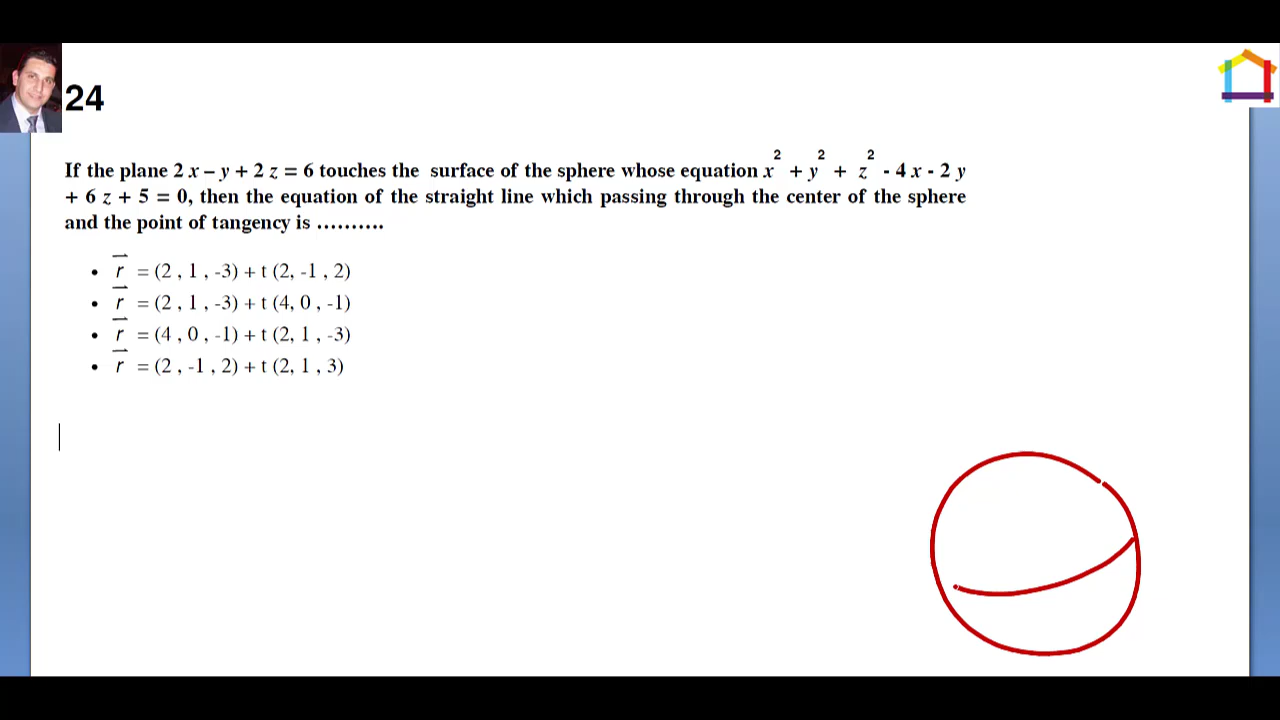 24
If the plane 2 x – y + 2 z = 6 touches the surface of the sphere whose equation x² + y² + z² - 4 x - 2 y
+ 6 z + 5 = 0, then the equation of the straight line which passing through the center of the sphere
and the point of tangency is ……….
• r⃗ = (2 , 1 , -3) + t (2, -1 , 2)
• r⃗ = (2 , 1 , -3) + t (4, 0 , -1)
• r⃗ = (4 , 0 , -1) + t (2, 1 , -3)
• r⃗ = (2 , -1 , 2) + t (2, 1 , 3)